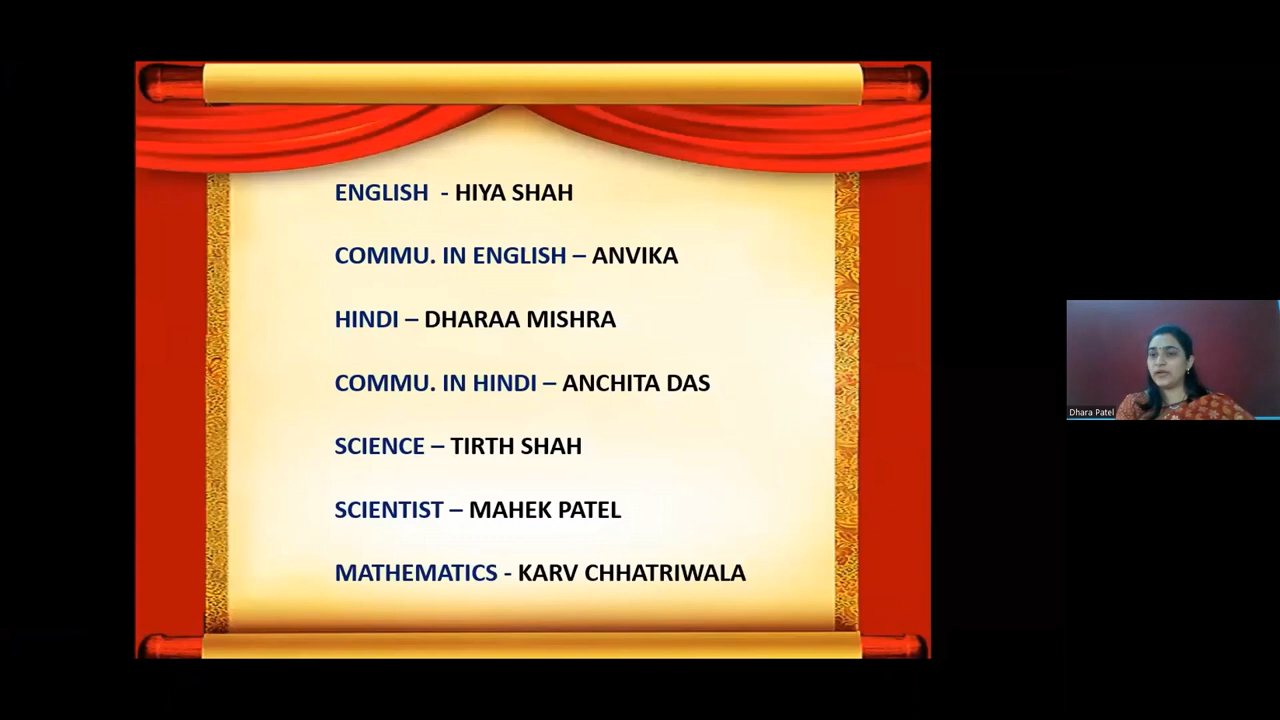 ENGLISH - HIYA SHAH
COMMU. IN ENGLISH – ANVIKA
HINDI – DHARAA MISHRA
COMMU. IN HINDI – ANCHITA DAS
SCIENCE – TIRTH SHAH
SCIENTIST – MAHEK PATEL
MATHEMATICS - KARV CHHATRIWALA
Dhara Patel